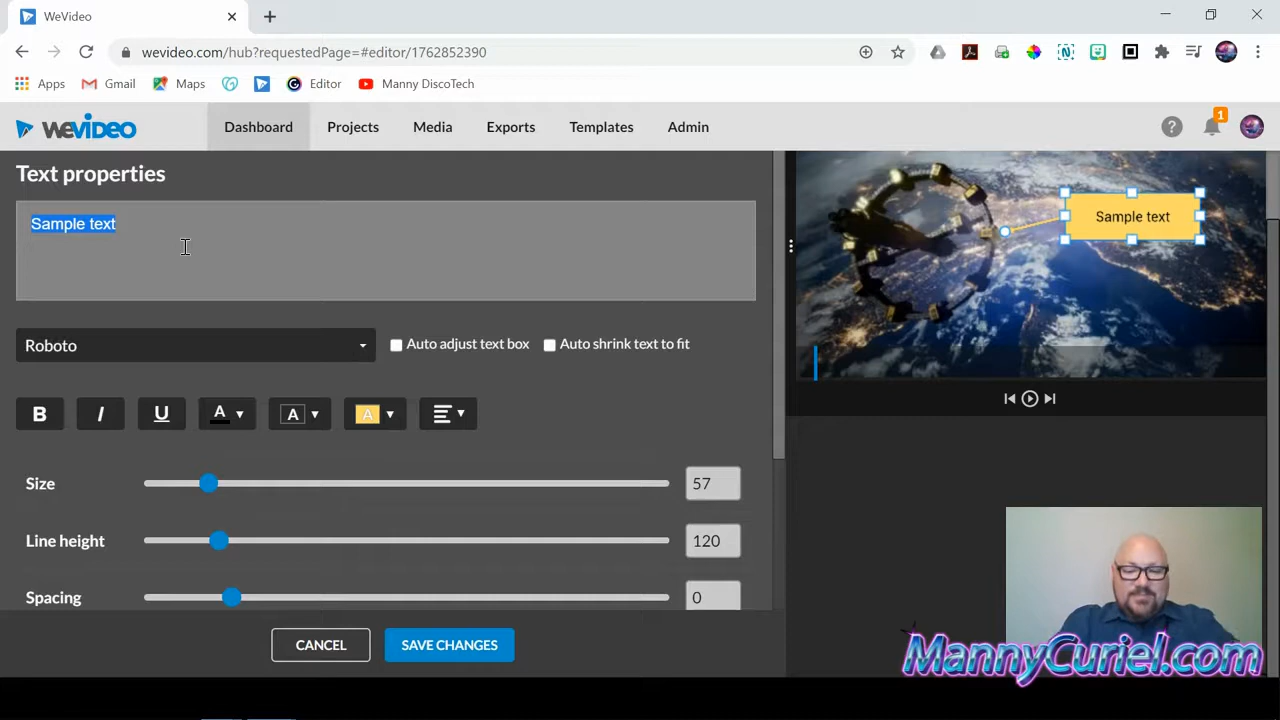 WeVideo
wevideo.com/hub?requestedPage=#editor/1762852390
Apps Gmail Maps Editor Manny DiscoTech
WEVIDEO Dashboard Projects Media Exports Templates Admin 1
Text properties
Sample text
Sample text
Roboto Auto adjust text box Auto shrink text to fit
B I U A A A
Size 57
Line height 120
Spacing 0
CANCEL SAVE CHANGES
MannyCuriel.com